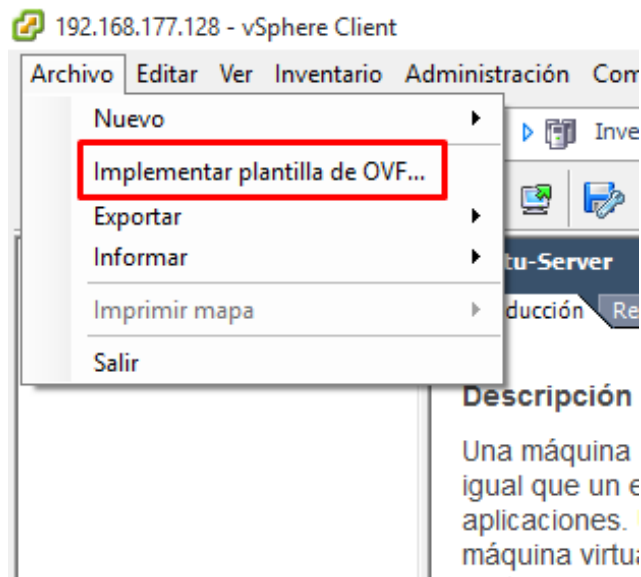 192.168.177.128 - vSphere Client
Archivo Editar Ver Inventario Administración
Nuevo
Implementar plantilla de OVF...
Exportar
Informar
Imprimir mapa
Salir
Descripción
Una máquina
igual que un
aplicaciones.
máquina